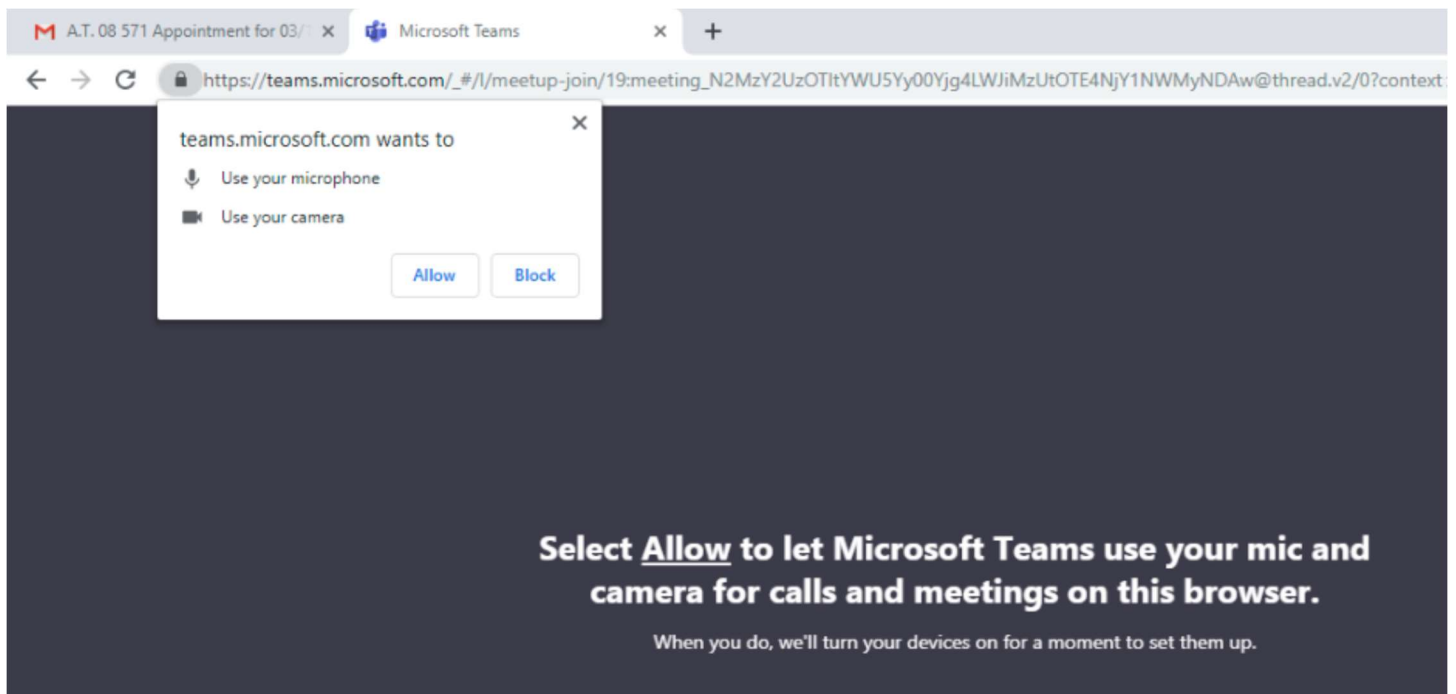 A.T. 08 571 Appointment for 03/
Microsoft Teams
https://teams.microsoft.com/_#/l/meetup-join/19:meeting_N2MzY2UzOTItYWU5Yy00Yjg4LWJiMzUtOTE4NjY1NWMyNDAw@thread.v2/0?context
teams.microsoft.com wants to
Use your microphone
Use your camera
Allow Block
Select Allow to let Microsoft Teams use your mic and
camera for calls and meetings on this browser.
When you do, we'll turn your devices on for a moment to set them up.